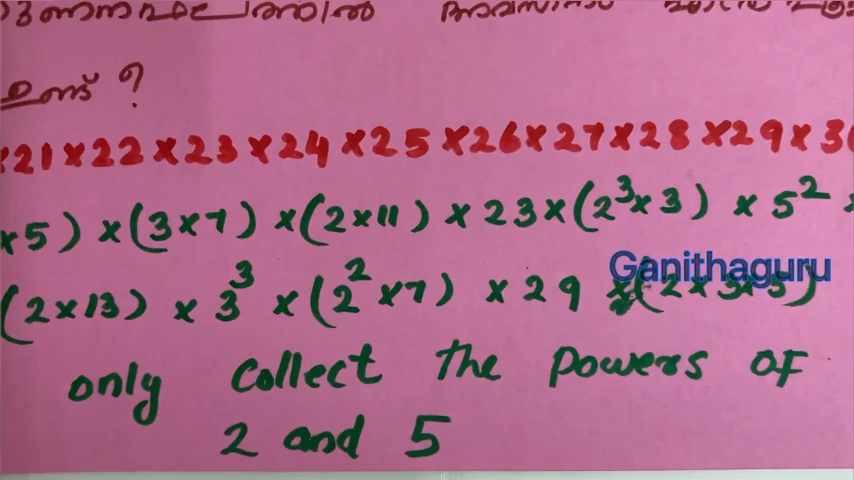 ഉണ്ട് ?
×21×22×23×24×25×26×27×28×29×30
×5) ×(3×7) ×(2×11) ×23×(2³×3) ×5²×
Ganithaguru
(2×13) ×3³×(2²×7) ×29 ×(2×3×5)
only collect the powers of
2 and 5